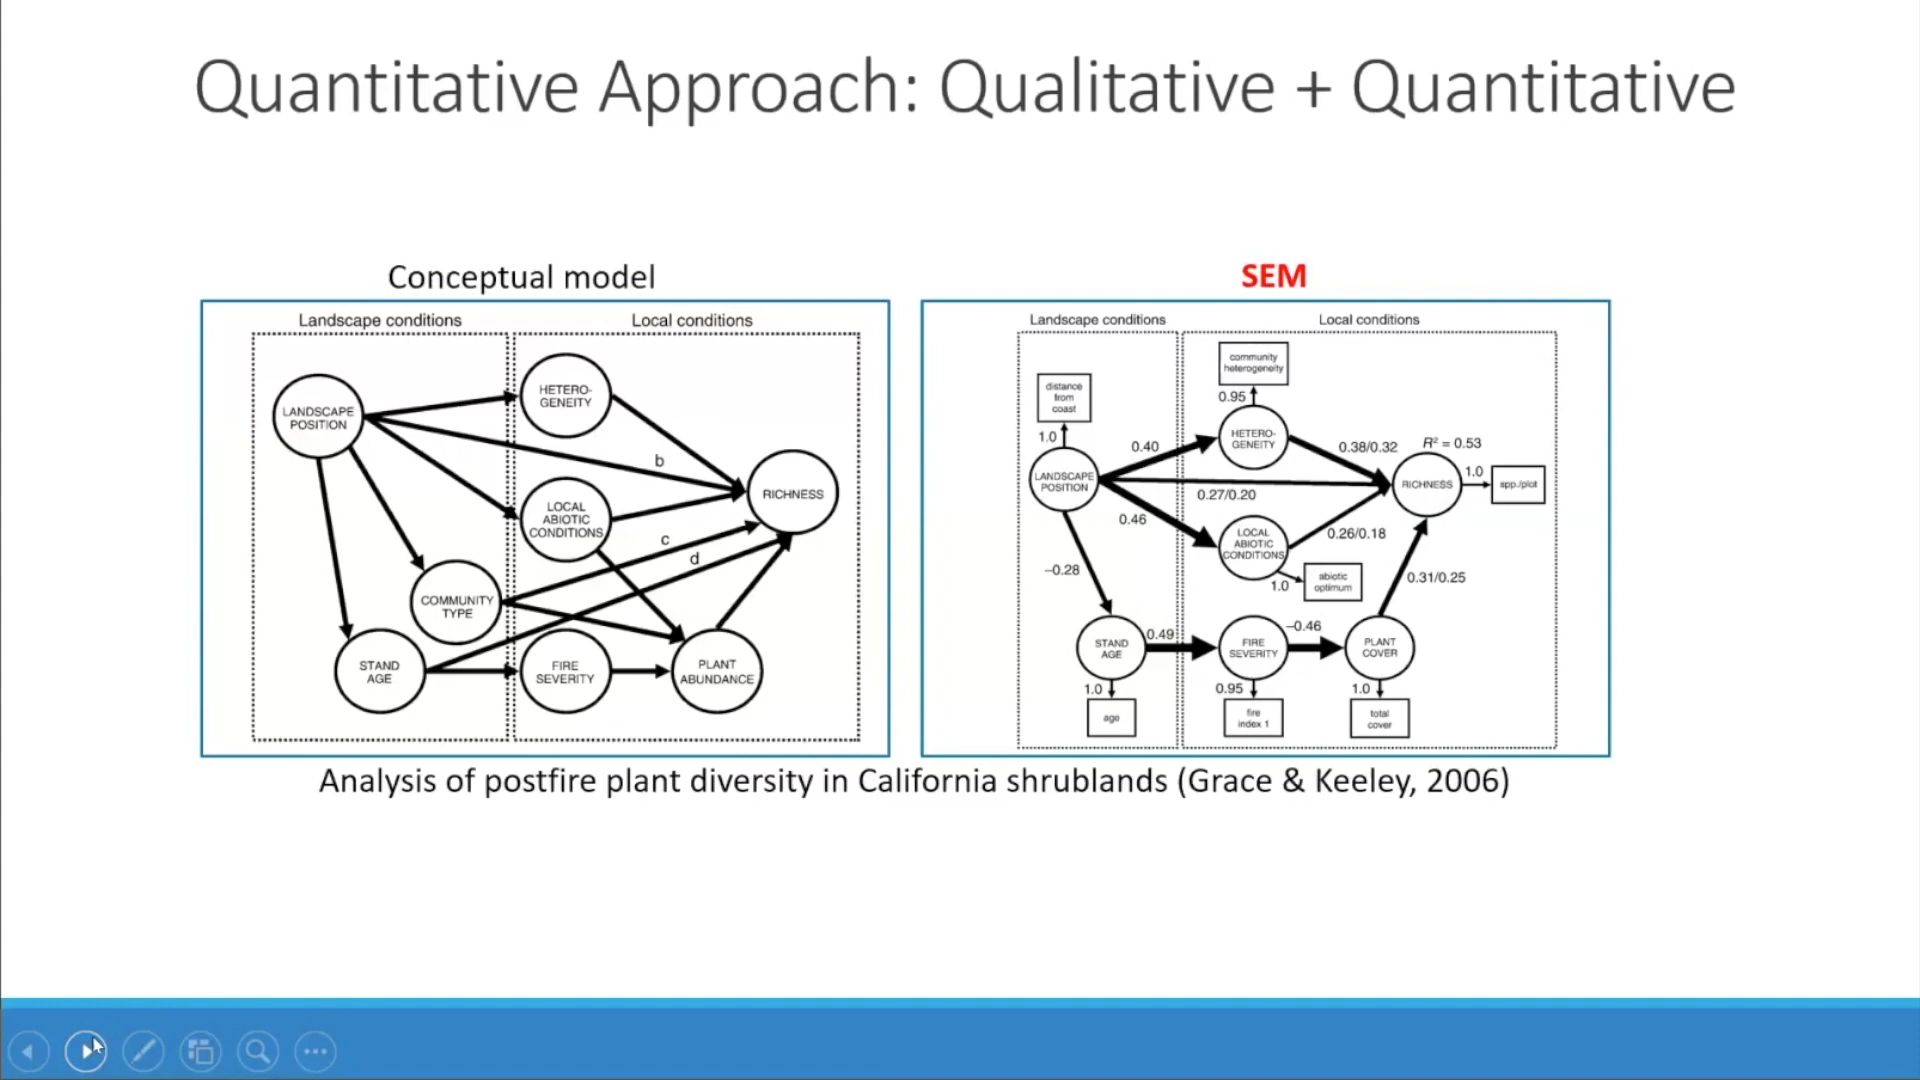 Quantitative Approach: Qualitative + Quantitative
Conceptual model
Landscape conditions
Local conditions
LANDSCAPE
POSITION
HETERO-
GENEITY
b
RICHNESS
LOCAL
ABIOTIC
CONDITIONS
c
d
COMMUNITY
TYPE
STAND
AGE
FIRE
SEVERITY
PLANT
ABUNDANCE
SEM
Landscape conditions
Local conditions
community
heterogeneity
distance
from
coast
0.95
1.0
HETERO-
GENEITY
0.40
0.38/0.32
R² = 0.53
LANDSCAPE
POSITION
RICHNESS
1.0
spp./plot
0.27/0.20
0.46
LOCAL
ABIOTIC
CONDITIONS
0.26/0.18
–0.28
1.0
abiotic
optimum
0.31/0.25
STAND
AGE
0.49
FIRE
SEVERITY
–0.46
PLANT
COVER
1.0
0.95
1.0
age
fire
index 1
total
cover
Analysis of postfire plant diversity in California shrublands (Grace & Keeley, 2006)